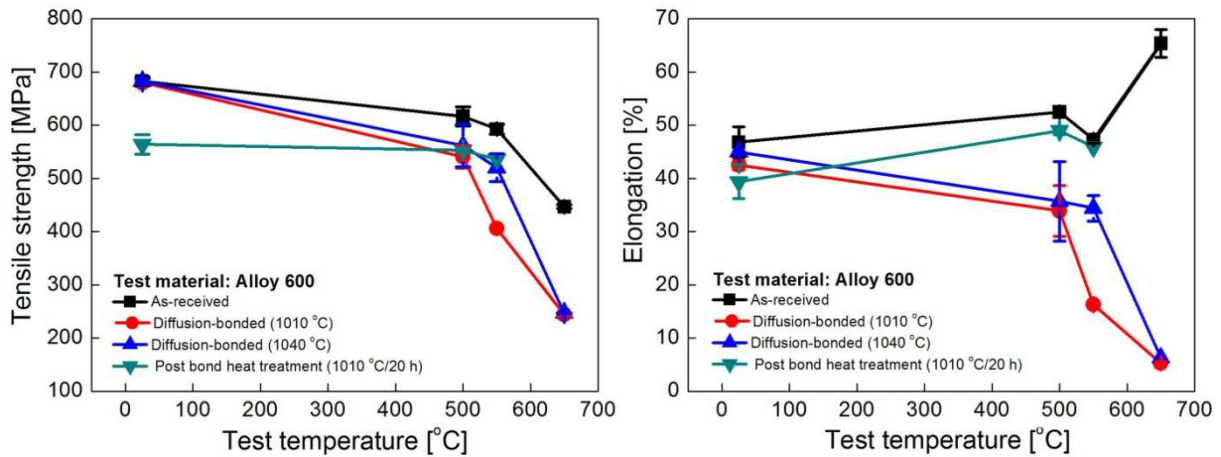 800
700
600
500
400
300
200
100
Tensile strength [MPa]
Test material: Alloy 600
As-received
Diffusion-bonded (1010 °C)
Diffusion-bonded (1040 °C)
Post bond heat treatment (1010 °C/20 h)
0 100 200 300 400 500 600 700
Test temperature [°C]
70
60
50
40
30
20
10
0
Elongation [%]
Test material: Alloy 600
As-received
Diffusion-bonded (1010 °C)
Diffusion-bonded (1040 °C)
Post bond heat treatment (1010 °C/20 h)
0 100 200 300 400 500 600 700
Test temperature [°C]